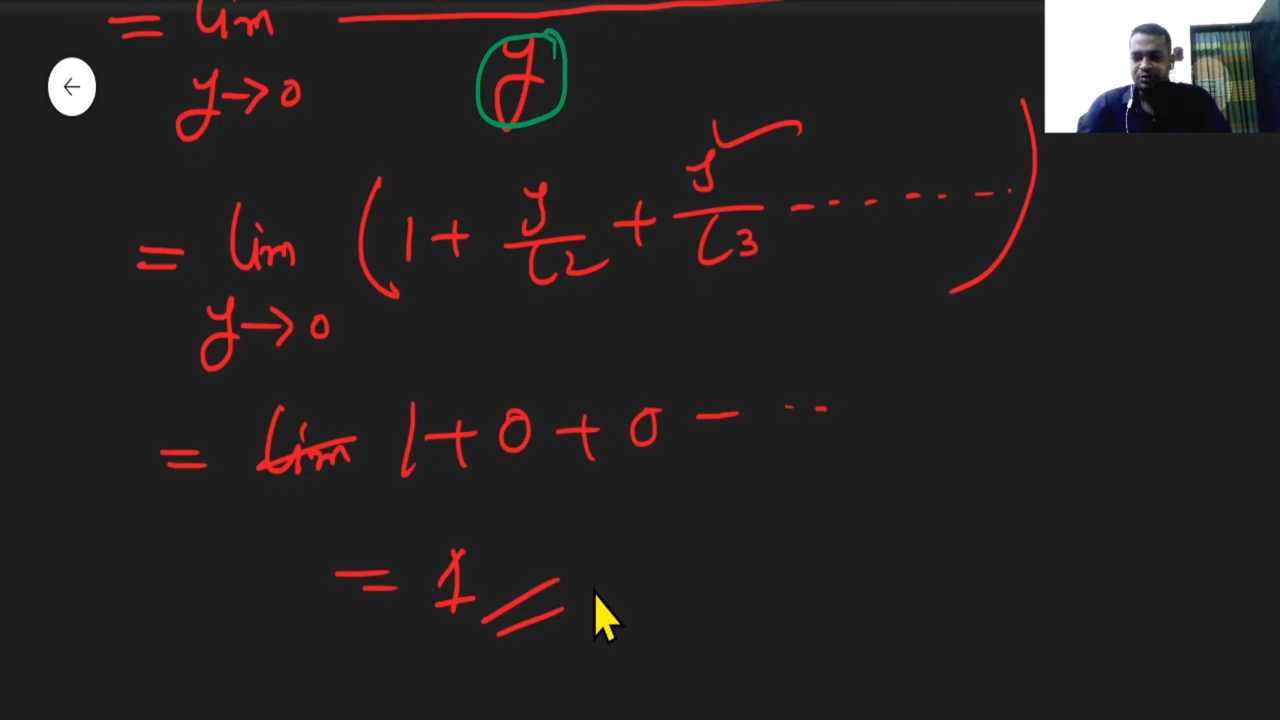 = lim ―――
y→0 y
= lim (1 + y/⌊2 + y²/⌊3 ---------)
y→0
= lim 1 + 0 + 0 - ...
= 1